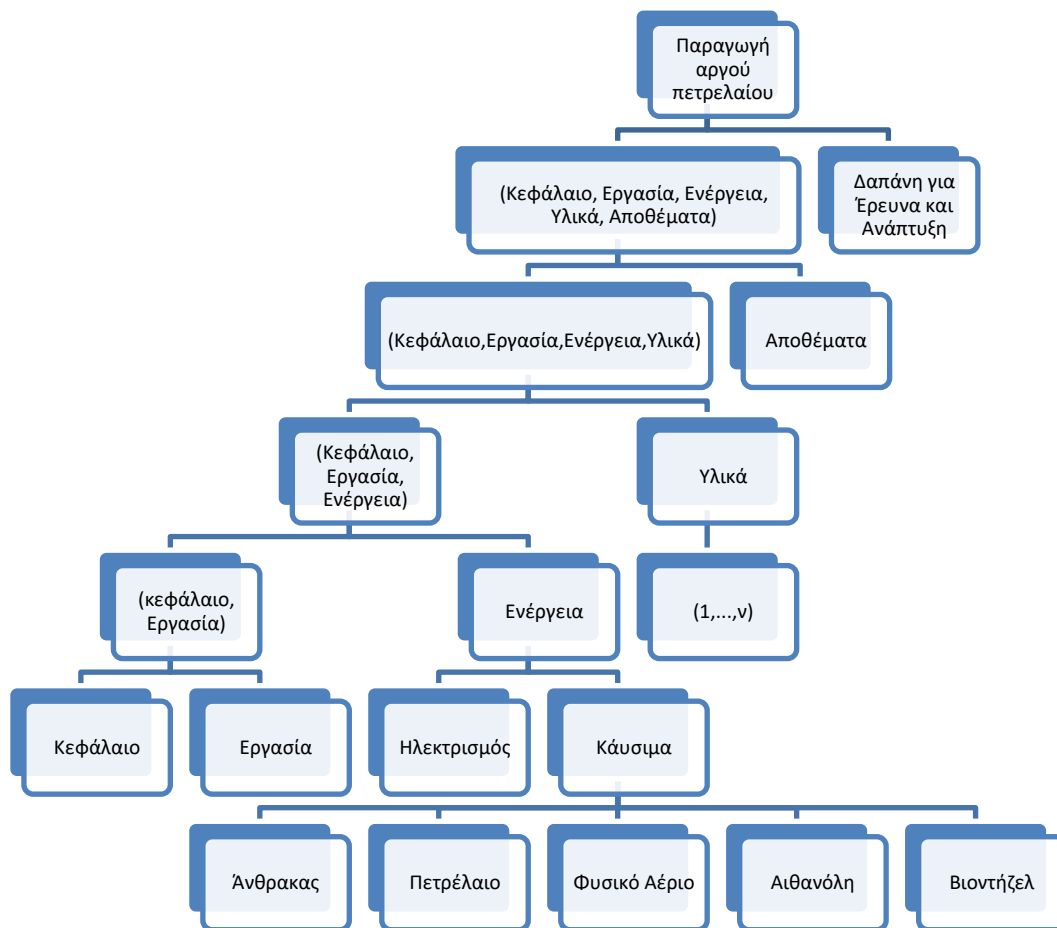 Παραγωγή
αργού
πετρελαίου
(Κεφάλαιο, Εργασία, Ενέργεια,
Υλικά, Αποθέματα)
Δαπάνη για
Έρευνα και
Ανάπτυξη
(Κεφάλαιο,Εργασία,Ενέργεια,Υλικά)
Αποθέματα
(Κεφάλαιο,
Εργασία,
Ενέργεια)
Υλικά
(κεφάλαιο,
Εργασία)
Ενέργεια
(1,...,ν)
Κεφάλαιο
Εργασία
Ηλεκτρισμός
Κάυσιμα
Άνθρακας
Πετρέλαιο
Φυσικό Αέριο
Αιθανόλη
Βιοντήζελ